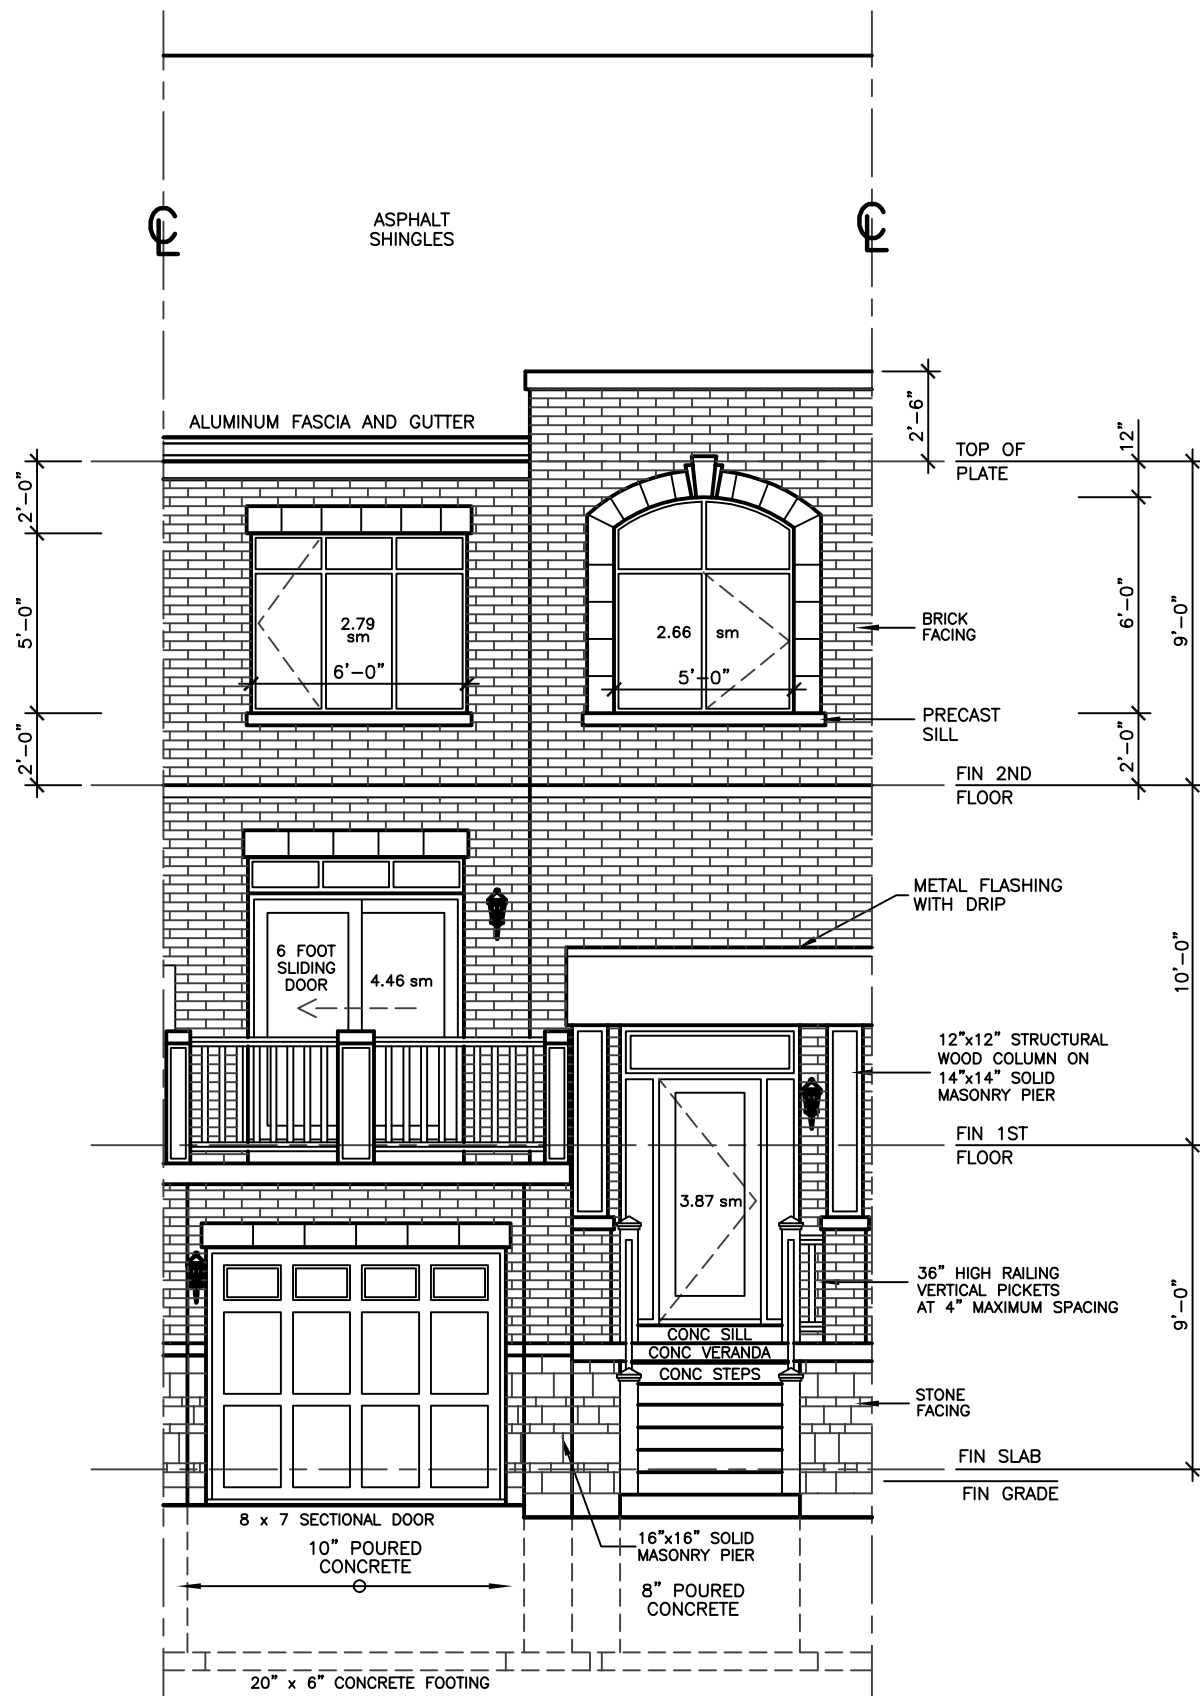 ASPHALT
SHINGLES
ALUMINUM FASCIA AND GUTTER
2'-6"
12"
TOP OF
PLATE
2'-0"
5'-0"
2'-0"
2.79
sm
6'-0"
2.66 sm
5'-0"
6'-0"
9'-0"
BRICK
FACING
PRECAST
SILL
2'-0"
FIN 2ND
FLOOR
METAL FLASHING
WITH DRIP
6 FOOT
SLIDING
DOOR
4.46 sm
10'-0"
12"x12" STRUCTURAL
WOOD COLUMN ON
14"x14" SOLID
MASONRY PIER
FIN 1ST
FLOOR
3.87 sm
36" HIGH RAILING
VERTICAL PICKETS
AT 4" MAXIMUM SPACING
9'-0"
CONC SILL
CONC VERANDA
CONC STEPS
STONE
FACING
FIN SLAB
FIN GRADE
8 x 7 SECTIONAL DOOR
10" POURED
CONCRETE
16"x16" SOLID
MASONRY PIER
8" POURED
CONCRETE
20" x 6" CONCRETE FOOTING